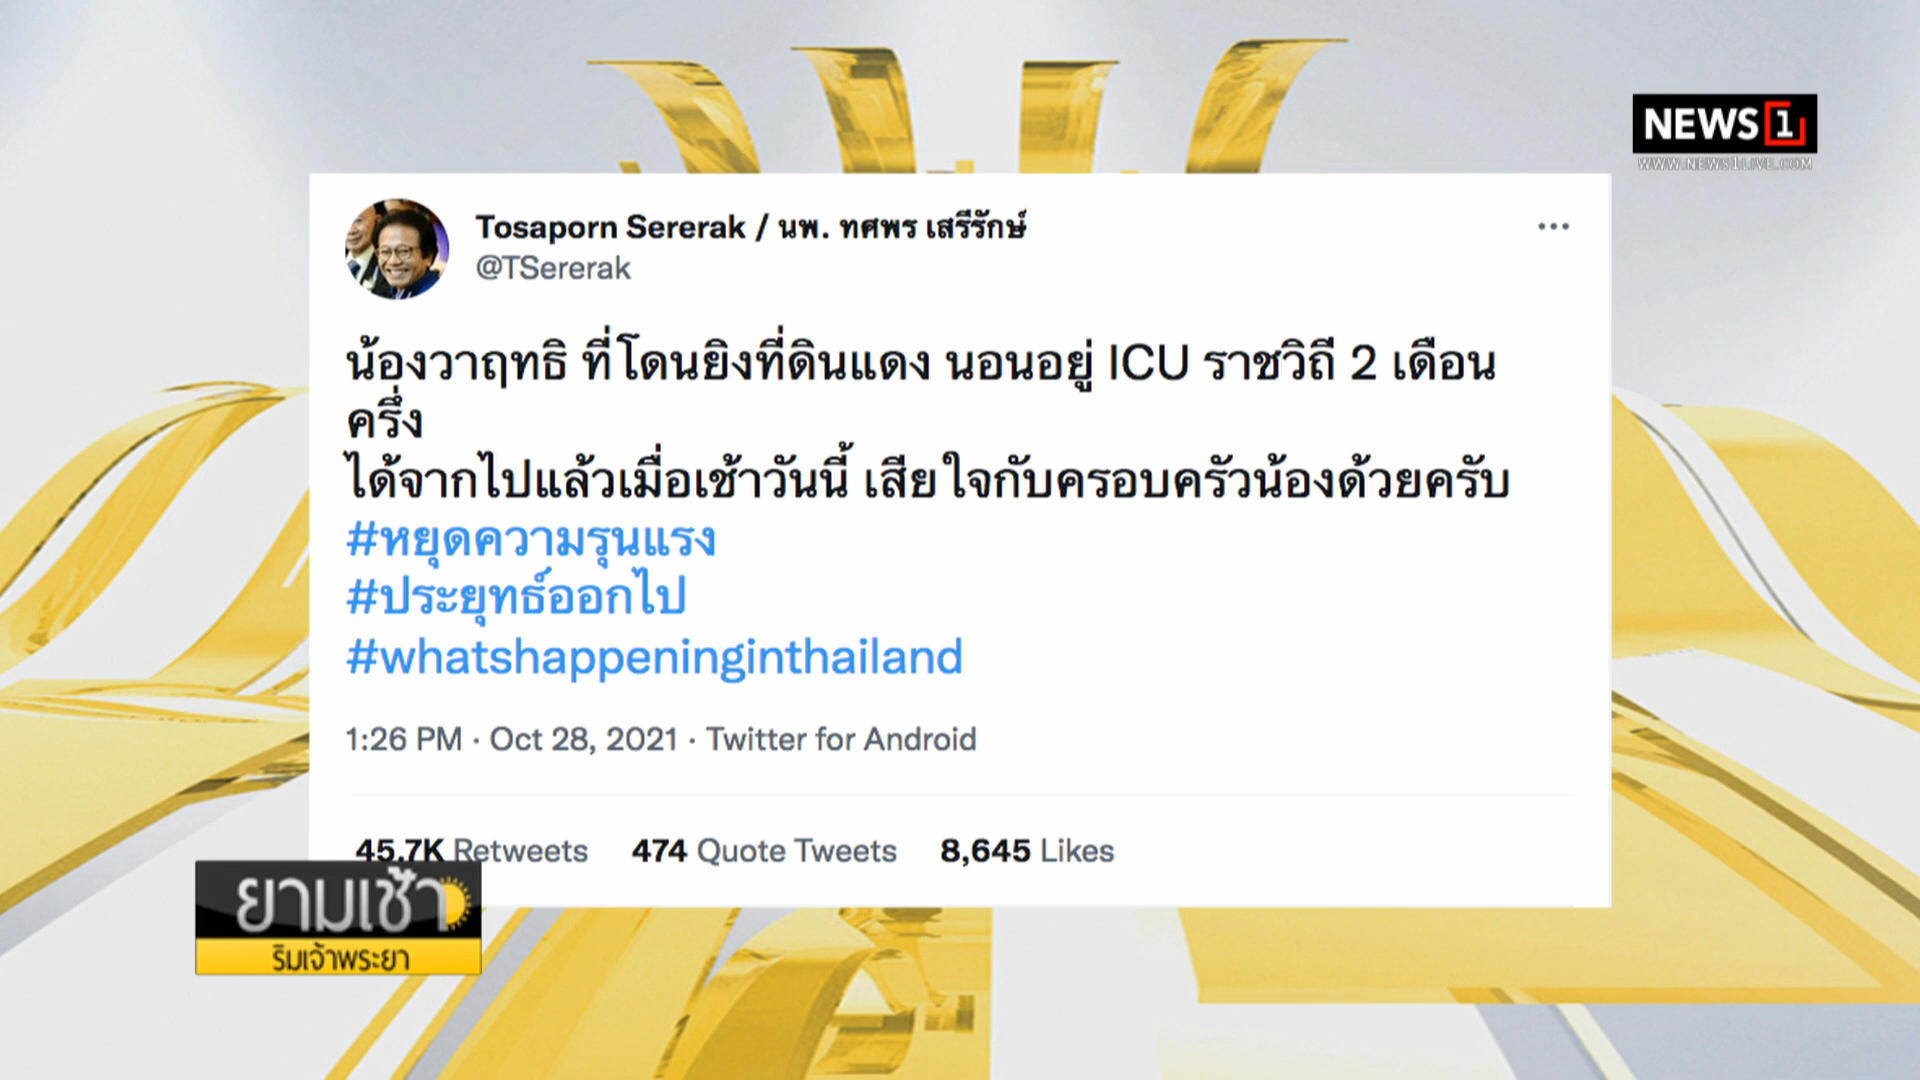 NEWS 1
WWW.NEWS1LIVE.COM
Tosaporn Sererak / นพ. ทศพร เสรีรักษ์
@TSererak
น้องวาฤทธิ ที่โดนยิงที่ดินแดง นอนอยู่ ICU ราชวิถี 2 เดือน
ครึ่ง
ได้จากไปแล้วเมื่อเช้าวันนี้ เสียใจกับครอบครัวน้องด้วยครับ
#หยุดความรุนแรง
#ประยุทธ์ออกไป
#whatshappeninginthailand
1:26 PM · Oct 28, 2021 · Twitter for Android
45.7K Retweets 474 Quote Tweets 8,645 Likes
ยามเช้า
ริมเจ้าพระยา